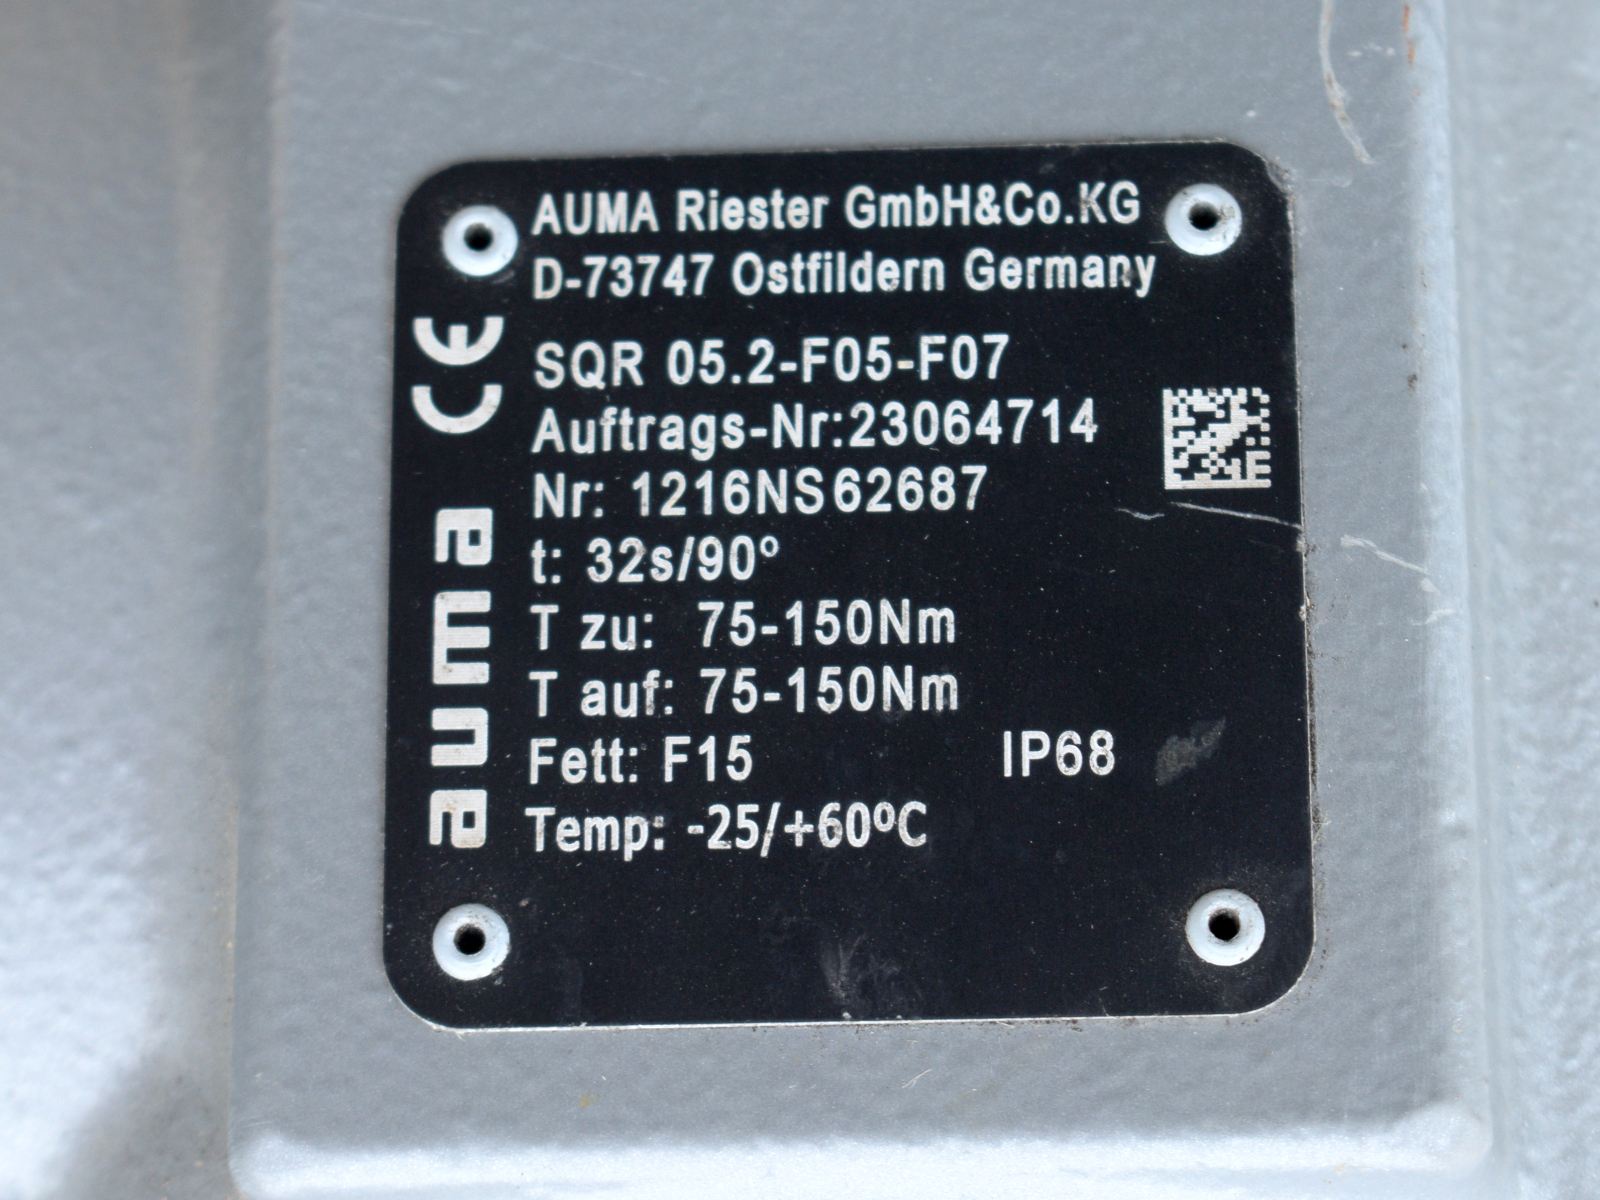 AUMA Riester GmbH&Co.KG
D-73747 Ostfildern Germany
SQR 05.2-F05-F07
Auftrags-Nr:23064714
Nr: 1216NS62687
t: 32s/90º
T zu: 75-150Nm
T auf: 75-150Nm
Fett: F15 IP68
Temp: -25/+60ºC
auma CE